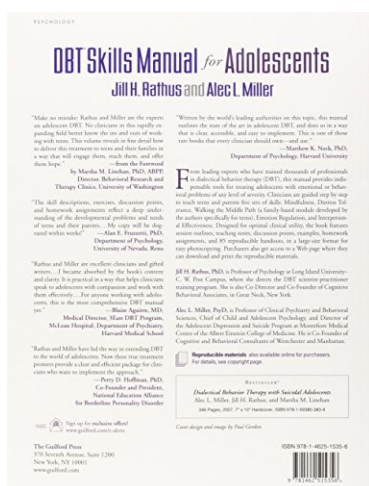 PSYCHOLOGY
DBT Skills Manual for Adolescents
Jill H. Rathus and Alec L. Miller
"Make no mistake: Rathus and Miller are the experts
on adolescent DBT. No clinicians in this rapidly ex-
panding field better know the ins and outs of work-
ing with teens. This volume reveals in fine detail how
to deliver this treatment to teens and their families in
a way that will engage them, teach them, and offer
them hope."
—from the Foreword
by Marsha M. Linehan, PhD, ABPP,
Director, Behavioral Research and
Therapy Clinics, University of Washington
"The skill descriptions, exercises, discussion points,
and homework assignments reflect a deep under-
standing of the developmental problems and needs
of teens and their parents.... My copy will be dog-
eared within weeks!"
—Alan E. Fruzzetti, PhD,
Department of Psychology,
University of Nevada, Reno
"Rathus and Miller are excellent clinicians and gifted
writers....I became absorbed by the book's content
and clarity. It is practical in a way that helps clinicians
speak to adolescents with compassion and work with
them effectively....For anyone working with adoles-
cents, this is the most comprehensive DBT manual
yet."
—Blaise Aguirre, MD,
Medical Director, 3East DBT Program,
McLean Hospital; Department of Psychiatry,
Harvard Medical School
"Rathus and Miller have led the way in extending DBT
to the world of adolescents. Now these true treatment
pioneers provide a clear and efficient package for clini-
cians who want to implement the approach."
—Perry D. Hoffman, PhD,
Co-Founder and President,
National Education Alliance
for Borderline Personality Disorder
Sign up for exclusive offers!
www.guilford.com/e-alerts
The Guilford Press
370 Seventh Avenue, Suite 1200
New York, NY 10001
www.guilford.com
"Written by the world's leading authorities on this topic, this manual
outlines the state of the art in adolescent DBT, and does so in a way
that is clear, accessible, and easy to implement. This is one of those
rare books that every clinician should own—and use."
—Matthew K. Nock, PhD,
Department of Psychology, Harvard University
From leading experts who have trained thousands of professionals
in dialectical behavior therapy (DBT), this manual provides indis-
pensable tools for treating adolescents with emotional or behav-
ioral problems of any level of severity. Clinicians are guided step by step
to teach teens and parents five sets of skills: Mindfulness, Distress Tol-
erance, Walking the Middle Path (a family-based module developed by
the authors specifically for teens), Emotion Regulation, and Interperson-
al Effectiveness. Designed for optimal clinical utility, the book features
session outlines, teaching notes, discussion points, examples, homework
assignments, and 85 reproducible handouts, in a large-size format for
easy photocopying. Purchasers also get access to a Web page where they
can download and print the reproducible materials.
Jill H. Rathus, PhD, is Professor of Psychology at Long Island University–
C. W. Post Campus, where she directs the DBT scientist-practitioner
training program. She is also Co-Director and Co-Founder of Cognitive
Behavioral Associates, in Great Neck, New York.
Alec L. Miller, PsyD, is Professor of Clinical Psychiatry and Behavioral
Sciences, Chief of Child and Adolescent Psychology, and Director of
the Adolescent Depression and Suicide Program at Montefiore Medical
Center of the Albert Einstein College of Medicine. He is Co-Founder of
Cognitive and Behavioral Consultants of Westchester and Manhattan.
Reproducible materials also available online for purchasers.
For details, see copyright page.
BESTSELLER!
Dialectical Behavior Therapy with Suicidal Adolescents
Alec L. Miller, Jill H. Rathus, and Marsha M. Linehan
346 Pages, 2007, 7" x 10" Hardcover, ISBN 978-1-59385-383-9
Cover design and image by Paul Gordon
ISBN 978-1-4625-1535-6
9 781462 515356